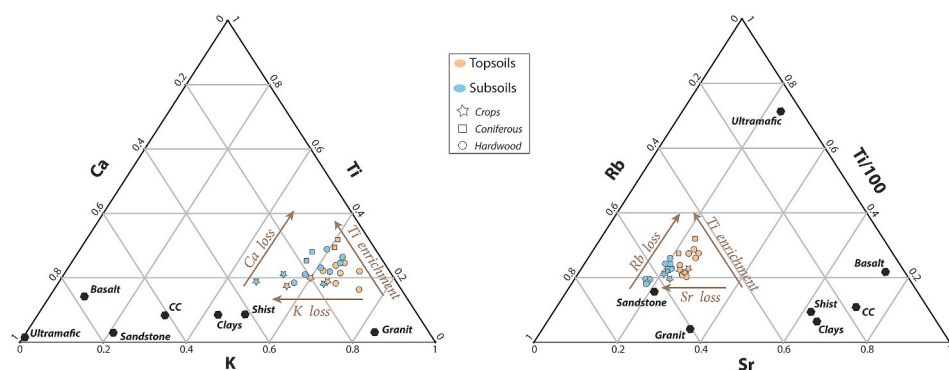 0 1
0.2 0.8
0.4 0.6
Ca Ti
0.6 0.4
0.8 0.2
1 0
0.2 0.4 0.6 0.8
K
Ca loss
Ti enrichment
K loss
Basalt
CC
Shist
Clays
Ultramafic
Sandstone
Granit
Topsoils
Subsoils
Crops
Coniferous
Hardwood
0 1
0.2 0.8
Ultramafic
0.4 0.6
Rb Ti/100
0.6 0.4
0.8 0.2
1 0.2 0.4 0.6 0.8 1
Sr
Rb loss
Ti enrichment
Sr loss
Basalt
Sandstone
Shist
CC
Clays
Granit